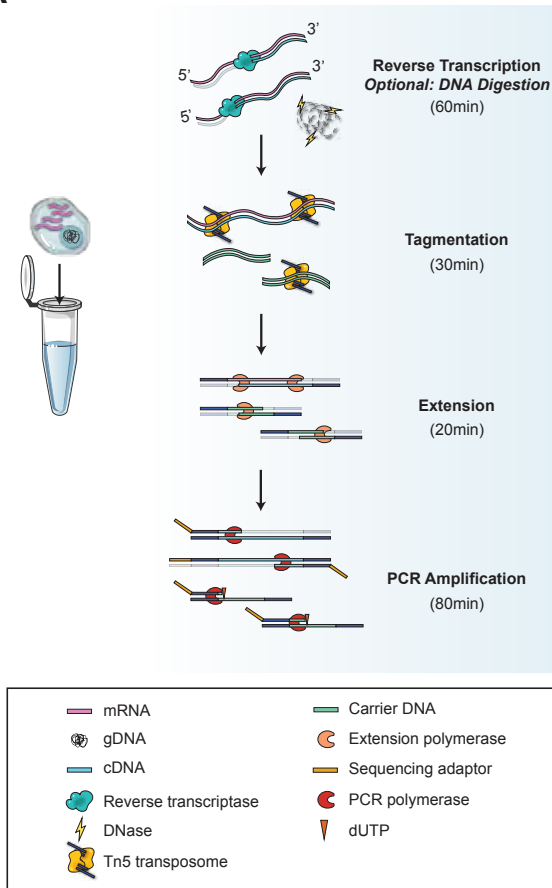 3’
5’
3’
5’
Reverse Transcription
Optional: DNA Digestion
(60min)
Tagmentation
(30min)
Extension
(20min)
PCR Amplification
(80min)
mRNA
gDNA
cDNA
Reverse transcriptase
DNase
Tn5 transposome
Carrier DNA
Extension polymerase
Sequencing adaptor
PCR polymerase
dUTP